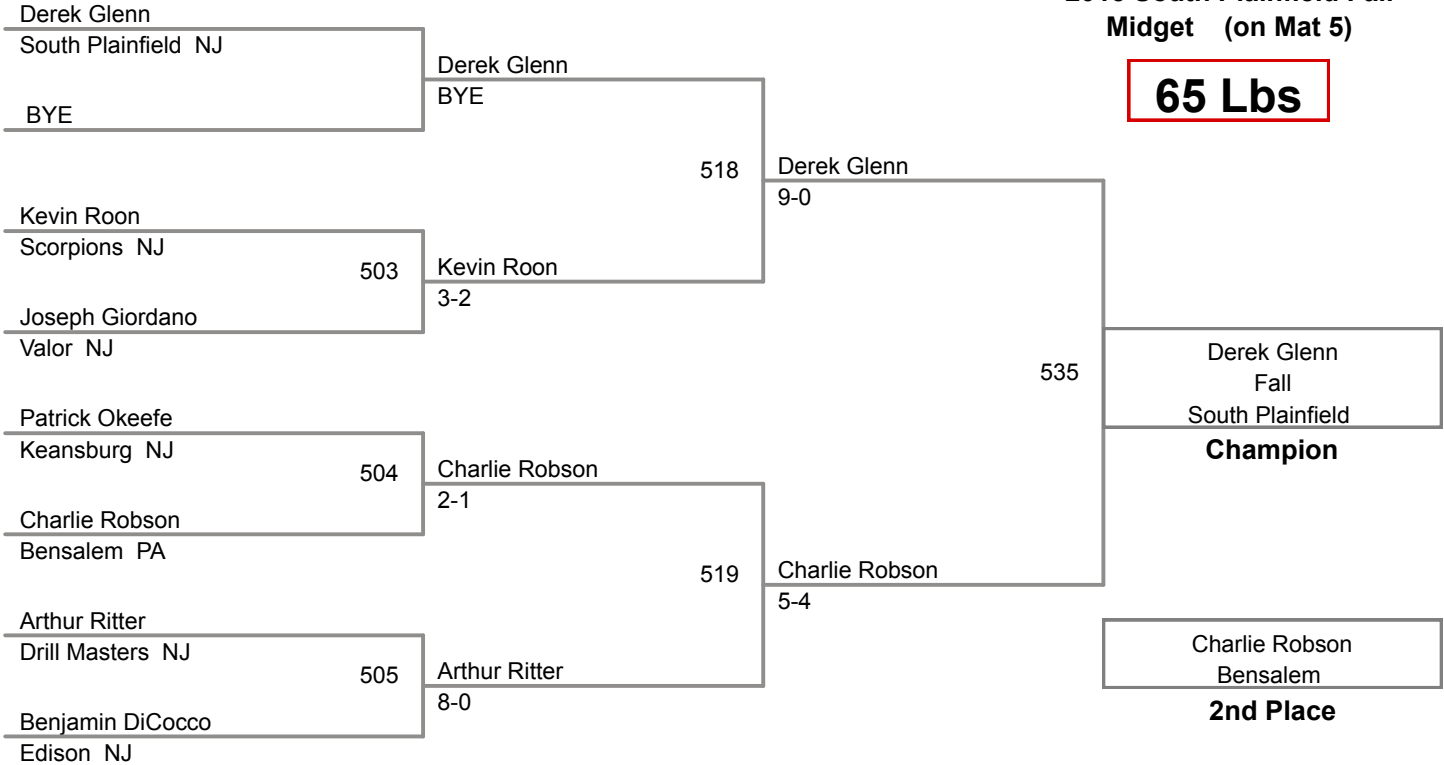 Midget (on Mat 5)
65 Lbs
Derek Glenn
South Plainfield NJ
BYE
Derek Glenn
BYE
Kevin Roon
Scorpions NJ
503
Joseph Giordano
Valor NJ
Kevin Roon
3-2
518
Derek Glenn
9-0
Patrick Okeefe
Keansburg NJ
504
Charlie Robson
Bensalem PA
Charlie Robson
2-1
Arthur Ritter
Drill Masters NJ
505
Benjamin DiCocco
Edison NJ
Arthur Ritter
8-0
519
Charlie Robson
5-4
535
Derek Glenn
Fall
South Plainfield
Champion
Charlie Robson
Bensalem
2nd Place